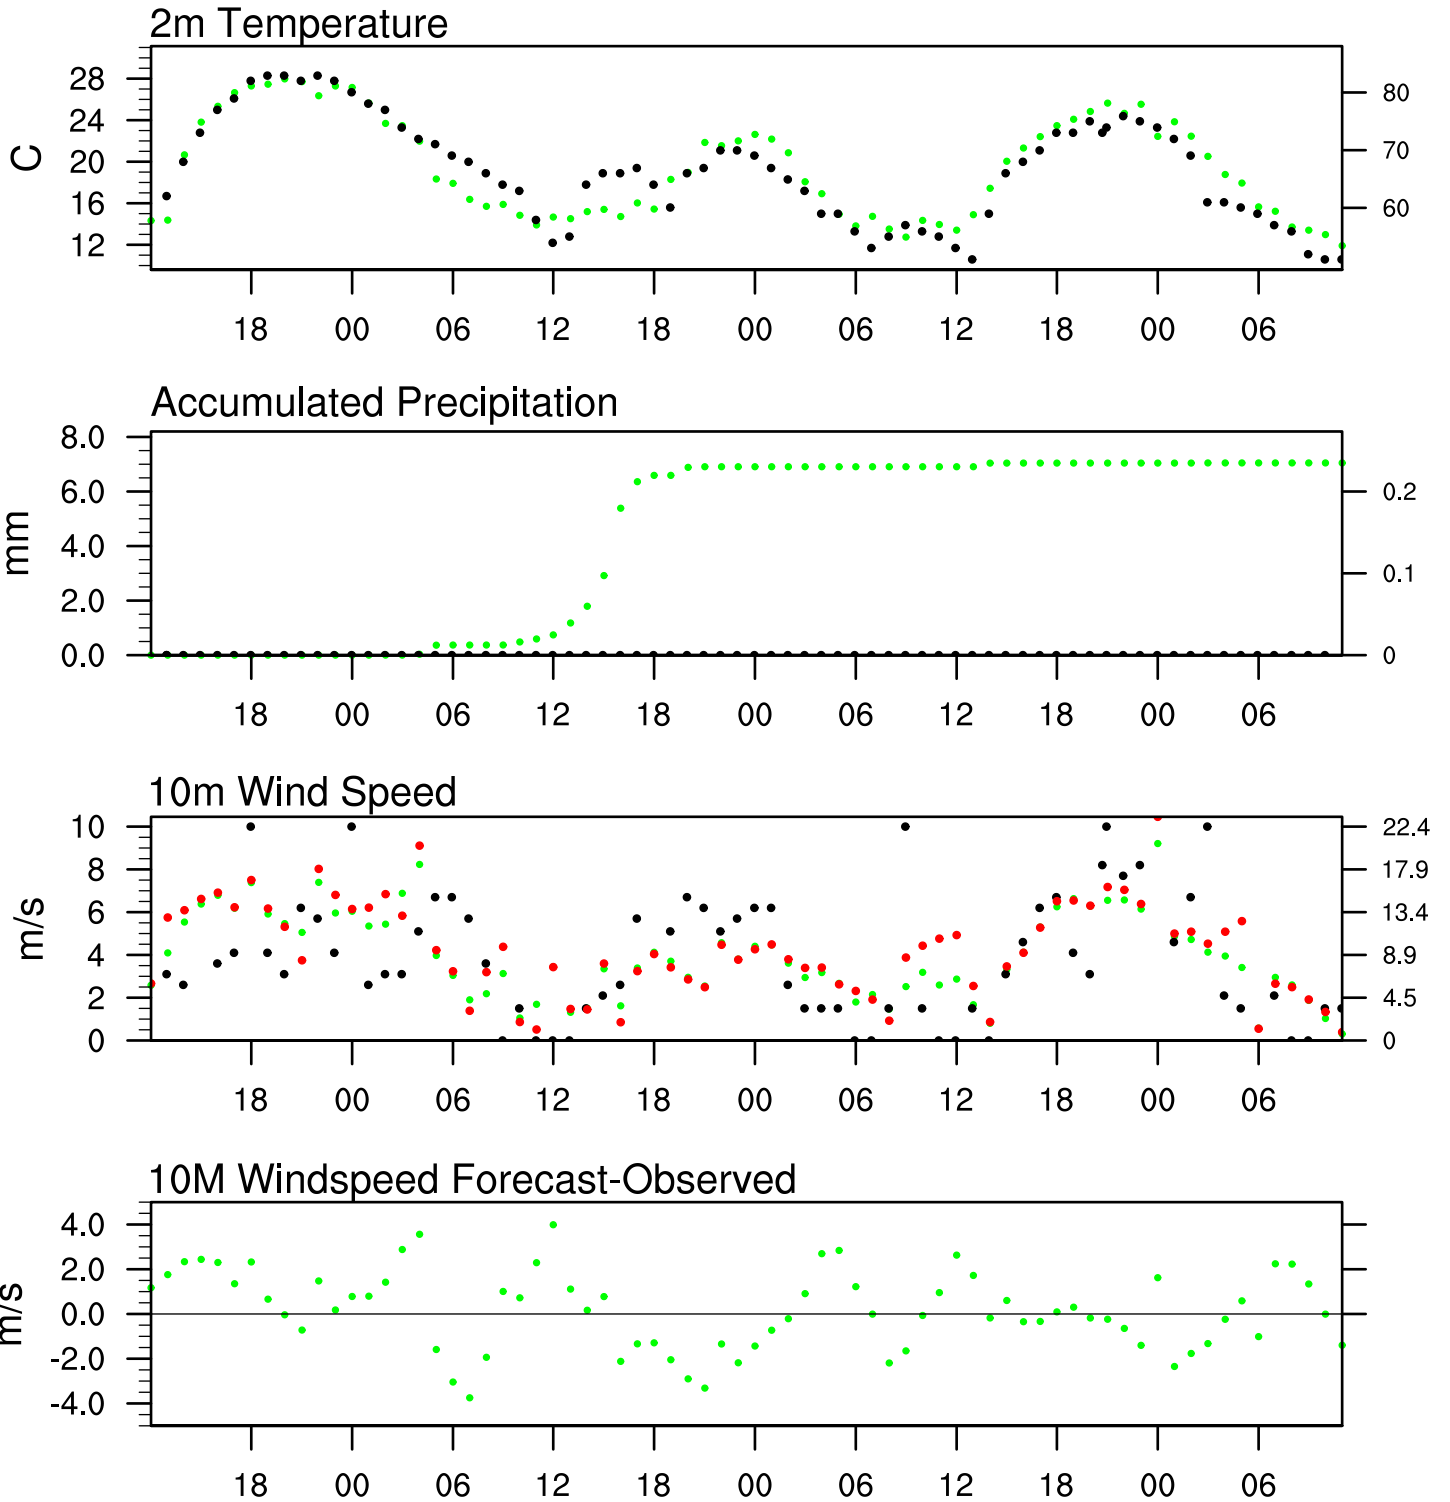 2m Temperature
28
24
20
16
12
C
80
70
60
18 00 06 12 18 00 06 12 18 00 06
Accumulated Precipitation
8.0
6.0
4.0
2.0
0.0
mm
0.2
0.1
0
18 00 06 12 18 00 06 12 18 00 06
10m Wind Speed
10
8
6
4
2
0
m/s
22.4
17.9
13.4
8.9
4.5
0
18 00 06 12 18 00 06 12 18 00 06
10M Windspeed Forecast-Observed
4.0
2.0
0.0
-2.0
-4.0
m/s
18 00 06 12 18 00 06 12 18 00 06